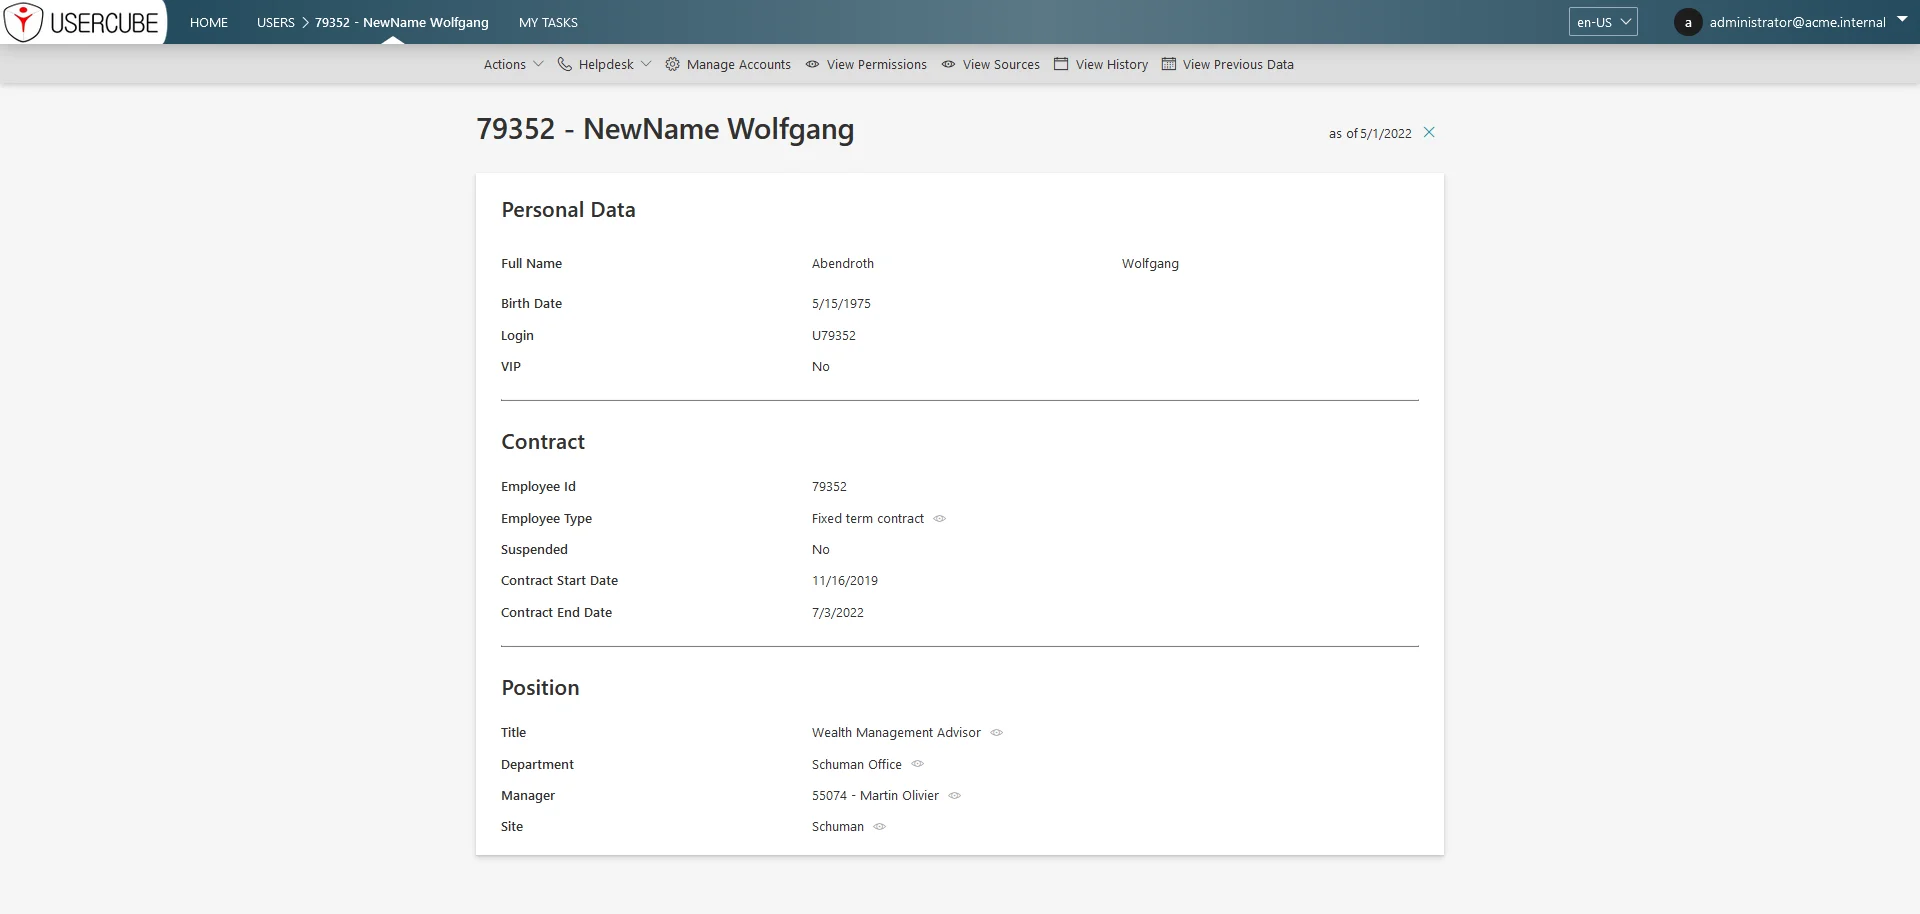 USERCUBE HOME USERS 79352 - NewName Wolfgang MY TASKS en-US a administrator@acme.internal
Actions Helpdesk Manage Accounts View Permissions View Sources View History View Previous Data
79352 - NewName Wolfgang as of 5/1/2022
Personal Data
Full Name Abendroth Wolfgang
Birth Date 5/15/1975
Login U79352
VIP No
Contract
Employee Id 79352
Employee Type Fixed term contract
Suspended No
Contract Start Date 11/16/2019
Contract End Date 7/3/2022
Position
Title Wealth Management Advisor
Department Schuman Office
Manager 55074 - Martin Olivier
Site Schuman